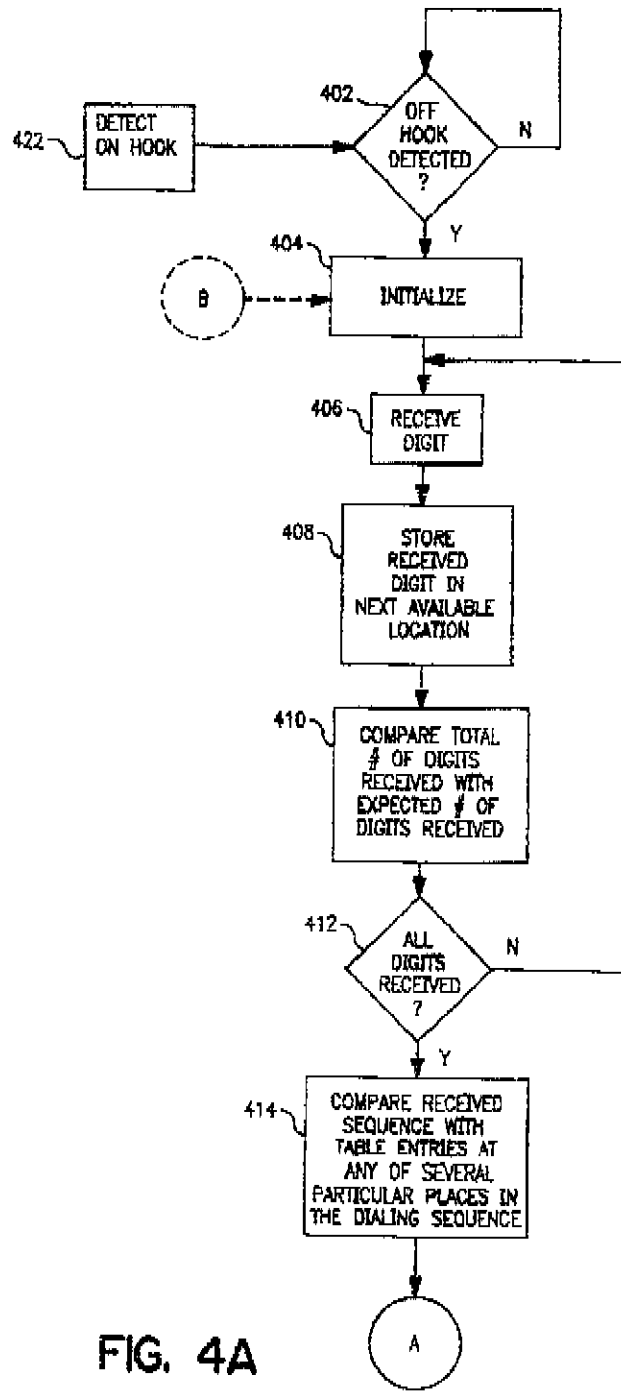 402
OFF
HOOK
DETECTED
?
N
Y
422
DETECT
ON HOOK
404
B
INITIALIZE
406
RECEIVE
DIGIT
408
STORE
RECEIVED
DIGIT IN
NEXT AVAILABLE
LOCATION
410
COMPARE TOTAL
# OF DIGITS
RECEIVED WITH
EXPECTED # OF
DIGITS RECEIVED
412
ALL
DIGITS
RECEIVED
?
N
Y
414
COMPARE RECEIVED
SEQUENCE WITH
TABLE ENTRIES AT
ANY OF SEVERAL
PARTICULAR PLACES IN
THE DIALING SEQUENCE
A
FIG. 4A